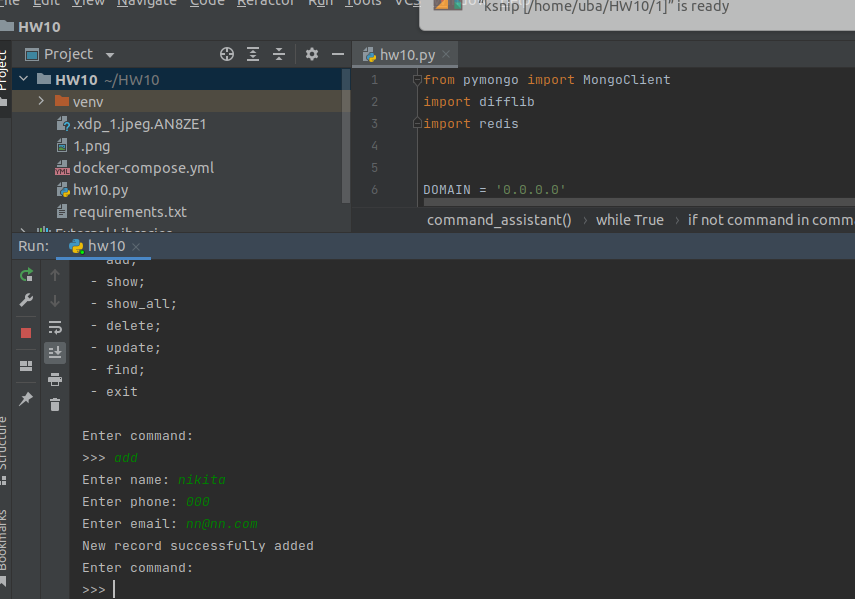 Edit View Navigate Code Refactor Run Tools VCS
kship [/home/uba/HW10/1]" is ready
HW10
Project
Project
hw10.py
HW10 ~/HW10
venv
.xdp_1.jpeg.AN8ZE1
1.png
docker-compose.yml
hw10.py
requirements.txt
External Libraries
1 from pymongo import MongoClient
2 import difflib
3 import redis
4
5
6 DOMAIN = '0.0.0.0'
command_assistant() › while True › if not command in comma
Run: hw10
add;
- show;
- show_all;
- delete;
- update;
- find;
- exit
Enter command:
>>> add
Enter name: nikita
Enter phone: 000
Enter email: nn@nn.com
New record successfully added
Enter command:
>>>
Structure
Bookmarks